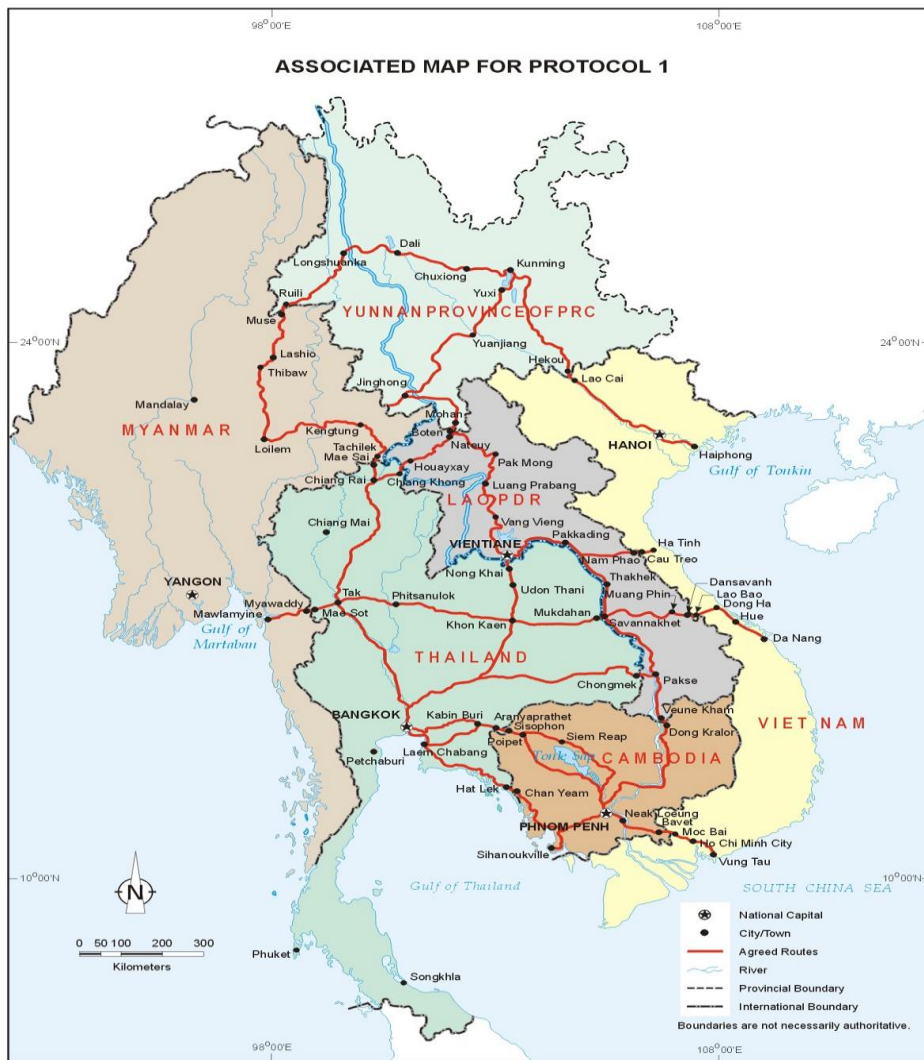 98°00'E
108°00'E
ASSOCIATED MAP FOR PROTOCOL 1
Dali
Longshuanka
Kunming
Chuxiong
Ruili
Yuxi
YUNNAN PROVINCE OF PRC
Muse
Yuanjiang
24°00'N
24°00'N
Lashio
Hekou
Thibaw
Lao Cai
Jinghong
Mandalay
Mohan
MYANMAR
Kengtung
Boten
HANOI
Loilem
Tachilek
Nateuy
Haiphong
Mae Sai
Houayxay
Pak Mong
Gulf of Tonkin
Chiang Rai
Chiang Khong
Luang Prabang
LAO PDR
Chiang Mai
Vang Vieng
VIENTIANE
Pakkading
Ha Tinh
Nam Phao
Cau Treo
Nong Khai
YANGON
Thakhek
Dansavanh
Tak
Phitsanulok
Udon Thani
Muang Phin
Lao Bao
Myawaddy
Mae Sot
Mukdahan
Dong Ha
Mawlamyine
Khon Kaen
Savannakhet
Hue
Gulf of
Martaban
Da Nang
THAILAND
Chongmek
Pakse
BANGKOK
Kabin Buri
Aranyaprathet
Veune Kham
VIET NAM
Sisophon
Poipet
Siem Reap
Dong Kralor
Laem Chabang
Tonle Sap
CAMBODIA
Petchaburi
Hat Lek
Chan Yeam
Neak Loeung
PHNOM PENH
Bavet
Moc Bai
Ho Chi Minh City
Sihanoukville
Vung Tau
10°00'N
10°00'N
Gulf of Thailand
SOUTH CHINA SEA
N
National Capital
City/Town
0 50 100 200 300
Kilometers
Agreed Routes
Phuket
River
Songkhla
Provincial Boundary
International Boundary
Boundaries are not necessarily authoritative.
98°00'E
108°00'E